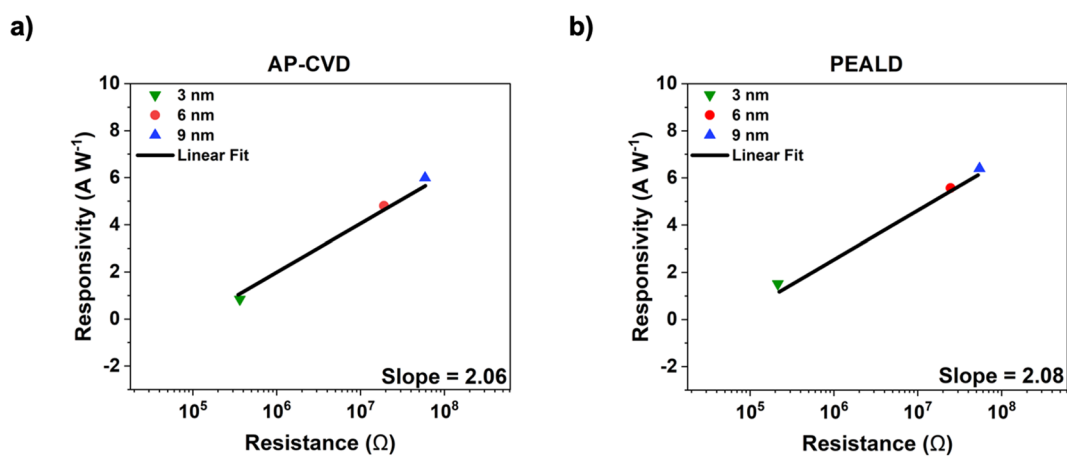 a)
AP-CVD
10
8
6
4
2
0
-2
Responsivity (A W⁻¹)
3 nm
6 nm
9 nm
Linear Fit
Slope = 2.06
10⁵
10⁶
10⁷
10⁸
Resistance (Ω)
b)
PEALD
10
8
6
4
2
0
-2
Responsivity (A W⁻¹)
3 nm
6 nm
9 nm
Linear Fit
Slope = 2.08
10⁵
10⁶
10⁷
10⁸
Resistance (Ω)